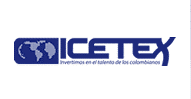 ICETEX
Invertimos en el talento de los colombianos